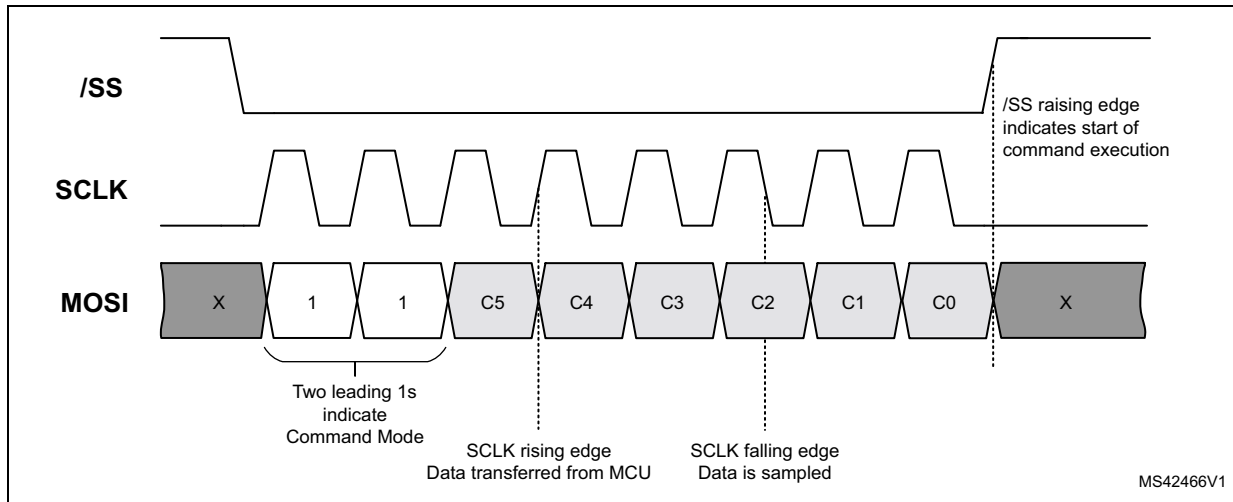 /SS
/SS raising edge
indicates start of
command execution
SCLK
MOSI
X 1 1 C5 C4 C3 C2 C1 C0 X
Two leading 1s
indicate
Command Mode
SCLK rising edge
Data transferred from MCU
SCLK falling edge
Data is sampled
MS42466V1